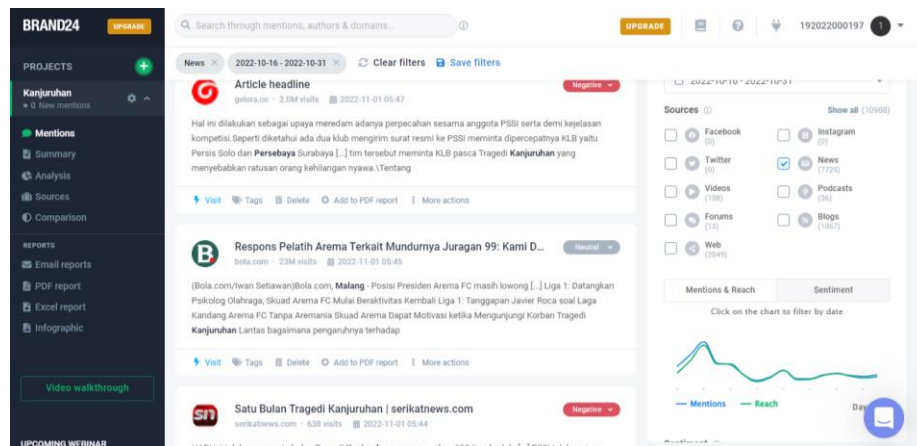 BRAND24 UPGRADE
Search through mentions, authors & domains...
UPGRADE
192022000197 1
PROJECTS
Kanjuruhan
0 New mentions
Mentions
Summary
Analysis
Sources
Comparison
REPORTS
Email reports
PDF report
Excel report
Infographic
Video walkthrough
UPCOMING WEBINAR
News × 2022-10-16 - 2022-10-31 × Clear filters Save filters
Article headline
Negative
gelora.co · 2.0M visits 2022-11-01 05:47
Hal ini dilakukan sebagai upaya meredam adanya perpecahan sesama anggota PSSI serta demi kejelasan
kompetisi.Seperti diketahui ada dua klub mengirim surat resmi ke PSSI meminta dipercepatnya KLB yaitu
Persis Solo dan Persebaya Surabaya [...] tim tersebut meminta KLB pasca Tragedi Kanjuruhan yang
menyebabkan ratusan orang kehilangan nyawa.\Tentang
Visit Tags Delete Add to PDF report More actions
B
Respons Pelatih Arema Terkait Mundurnya Juragan 99: Kami D...
Neutral
bola.com · 23M visits 2022-11-01 05:45
(Bola.com/Iwan Setiawan)Bola.com, Malang - Posisi Presiden Arema FC masih lowong [...] Liga 1: Datangkan
Psikolog Olahraga, Skuad Arema FC Mulai Beraktivitas Kembali Liga 1: Tanggapan Javier Roca soal Laga
Kandang Arema FC Tanpa Aremania Skuad Arema Dapat Motivasi ketika Mengunjungi Korban Tragedi
Kanjuruhan Lantas bagaimana pengaruhnya terhadap
Visit Tags Delete Add to PDF report More actions
sn
Satu Bulan Tragedi Kanjuruhan | serikatnews.com
Negative
serikatnews.com · 638 visits 2022-11-01 05:44
2022-10-16 - 2022-10-31
Sources Show all (10988)
Facebook
(0)
Instagram
(0)
Twitter
(0)
News
(7725)
Videos
(108)
Podcasts
(36)
Forums
(13)
Blogs
(1067)
Web
(2049)
Mentions & Reach Sentiment
Click on the chart to filter by date
Mentions Reach